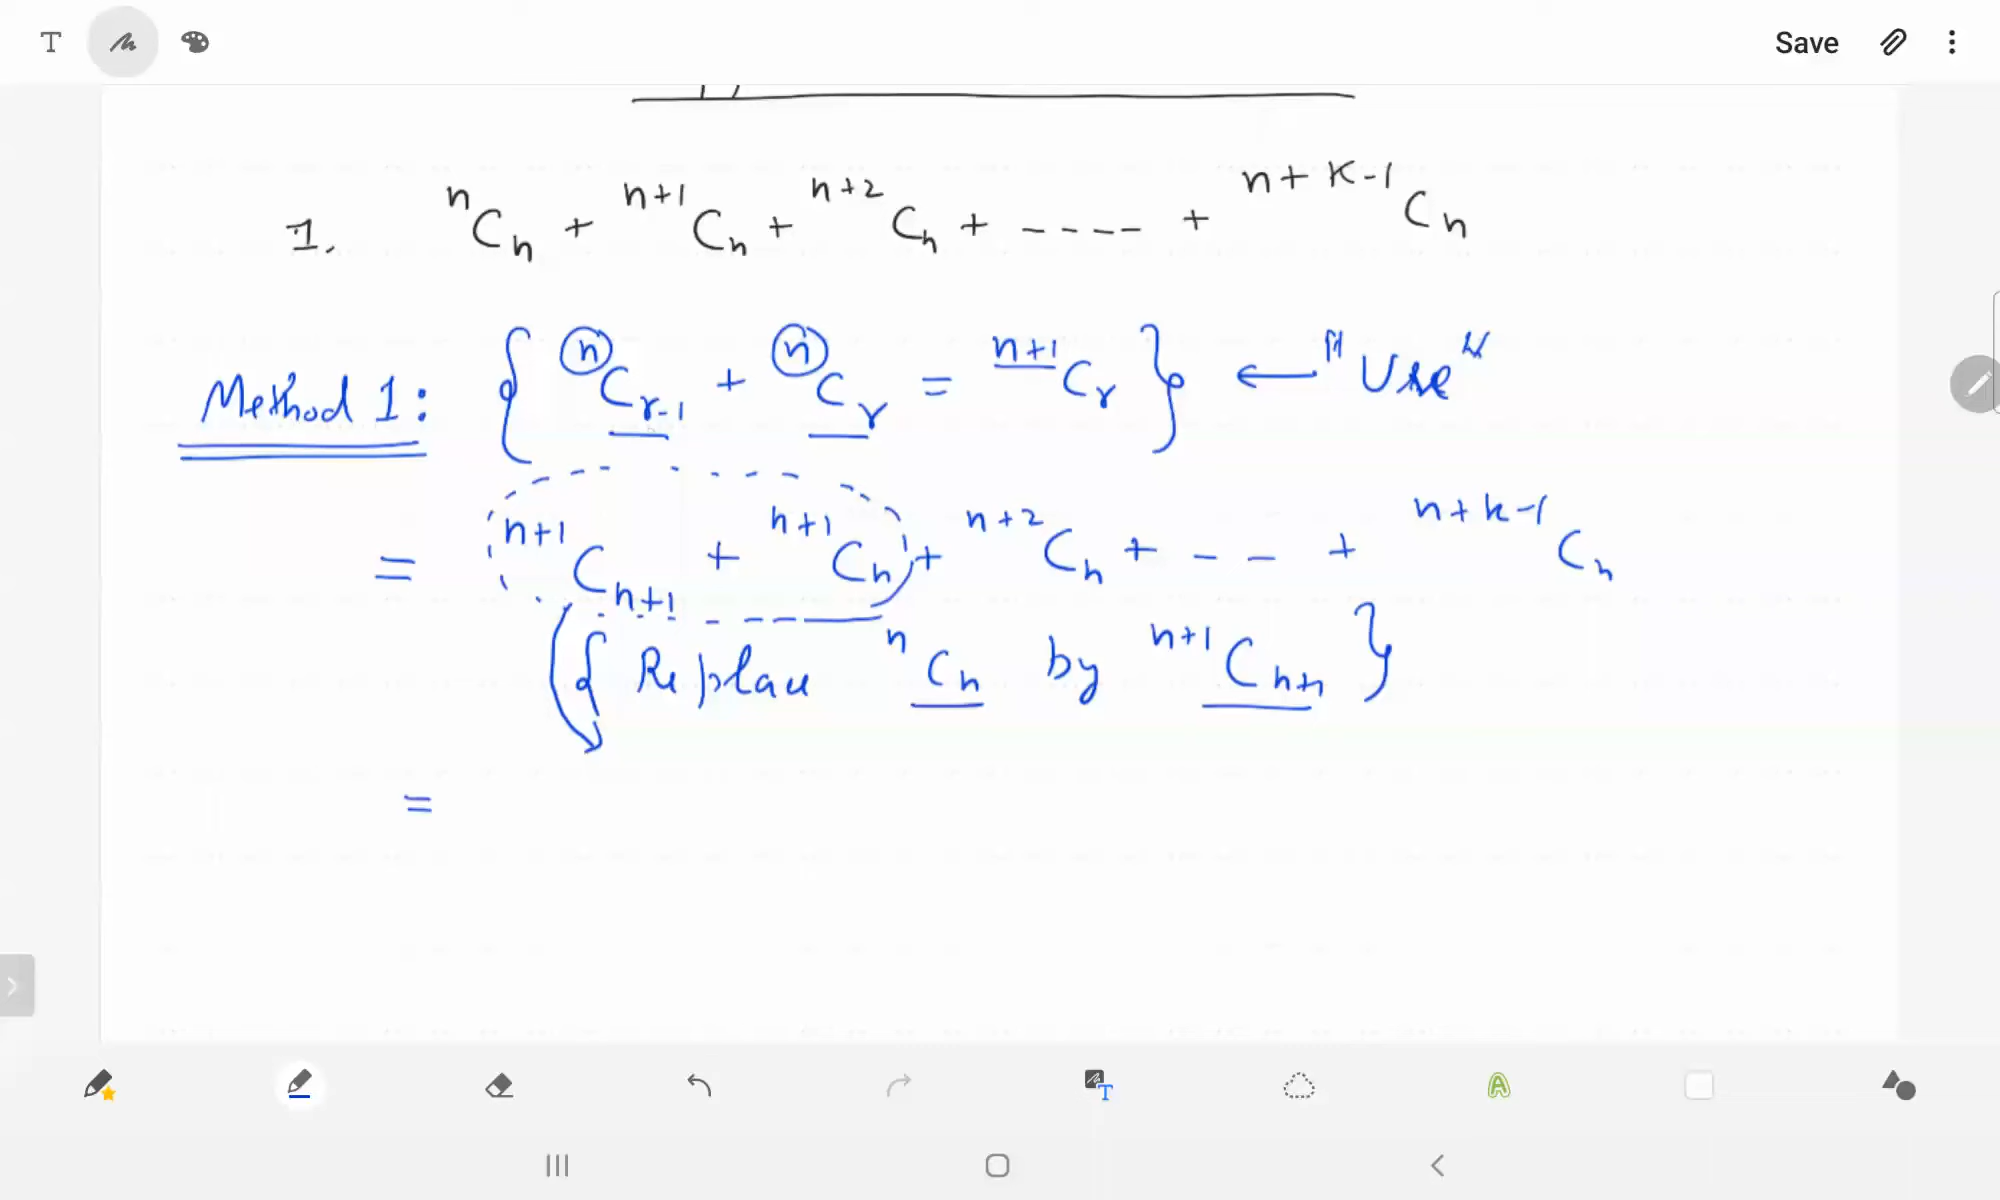 T Save
1. ⁿCₙ + ⁿ⁺¹Cₙ + ⁿ⁺²Cₙ + ---- + ⁿ⁺ᴷ⁻¹Cₙ
Method 1: { ⁿCᵣ₋₁ + ⁿCᵣ = ⁿ⁺¹Cᵣ } ← "Use"
= ⁿ⁺¹Cₙ₊₁ + ⁿ⁺¹Cₙ + ⁿ⁺²Cₙ + -- + ⁿ⁺ᵏ⁻¹Cₙ
{ Replace ⁿCₙ by ⁿ⁺¹Cₙ₊₁ }
=